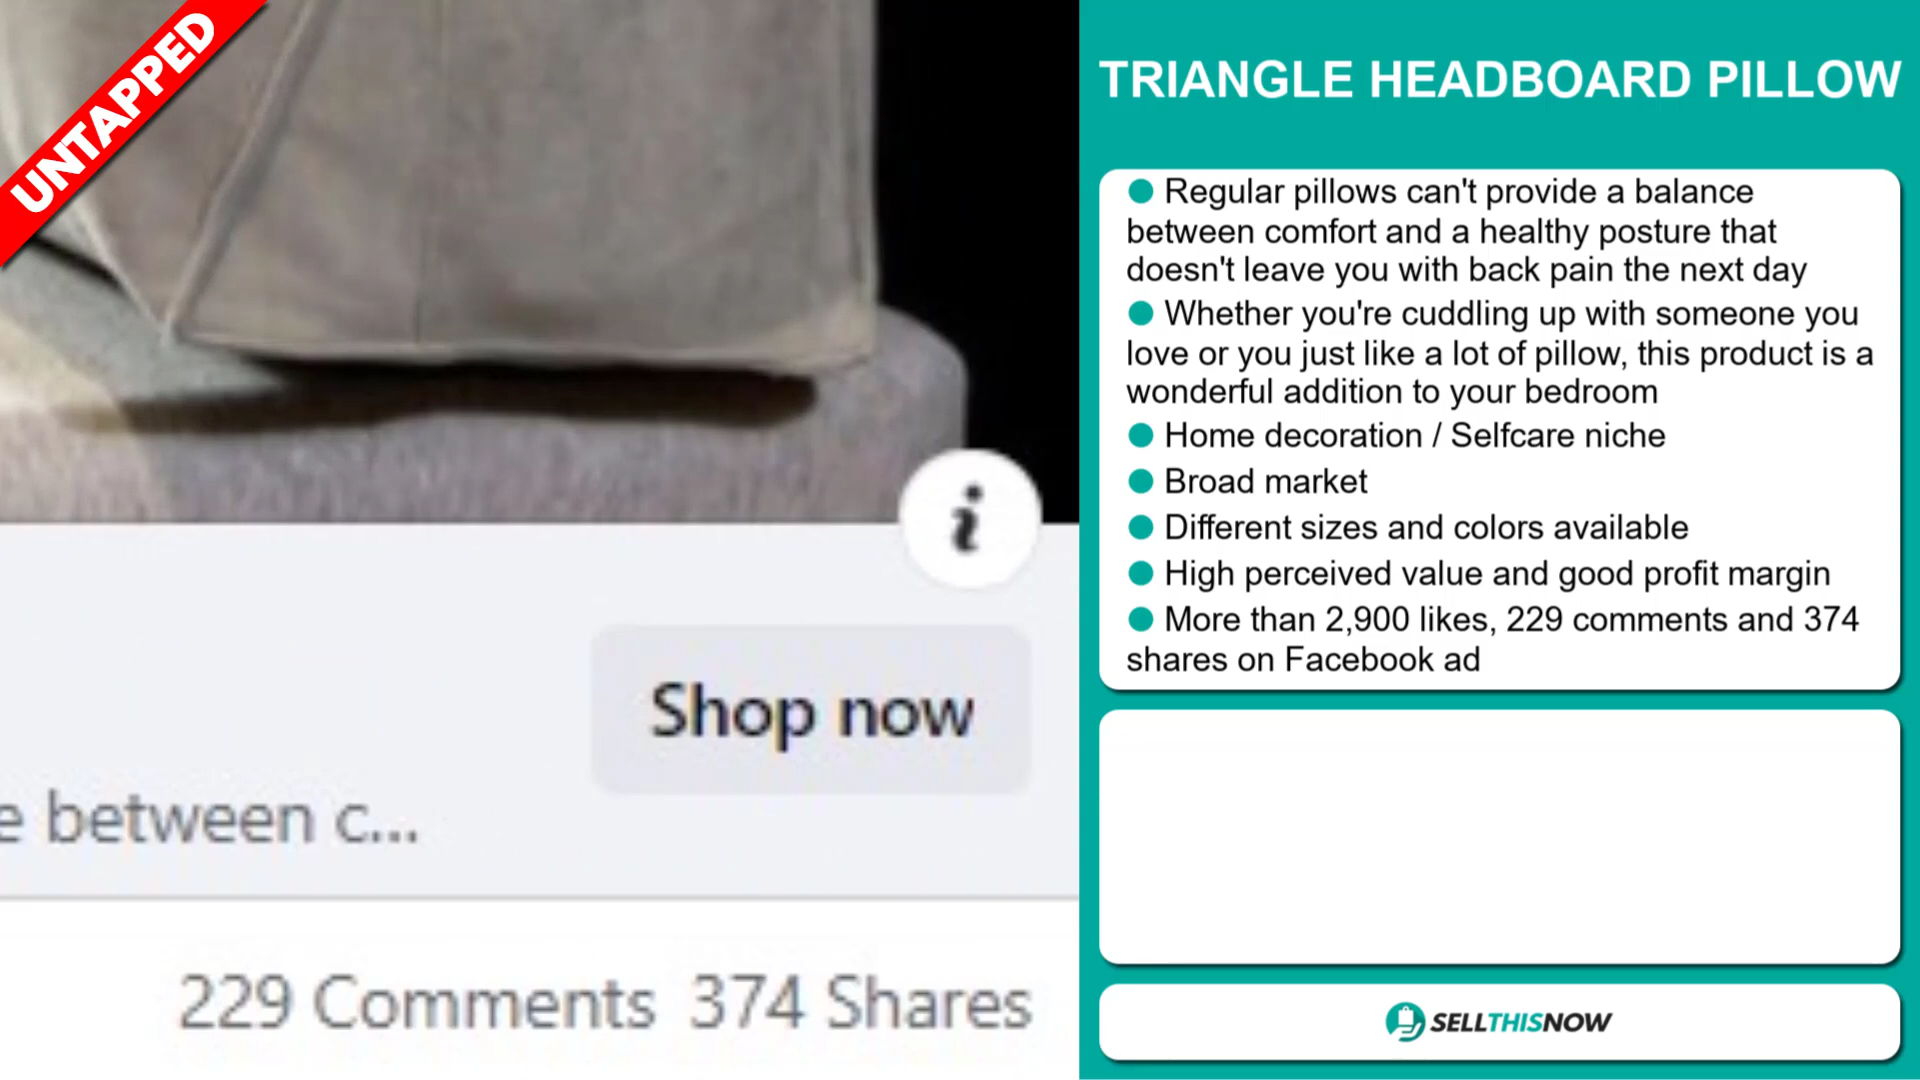 UNTAPPED
Shop now
e between c...
229 Comments 374 Shares
TRIANGLE HEADBOARD PILLOW
● Regular pillows can't provide a balance
between comfort and a healthy posture that
doesn't leave you with back pain the next day
● Whether you're cuddling up with someone you
love or you just like a lot of pillow, this product is a
wonderful addition to your bedroom
● Home decoration / Selfcare niche
● Broad market
● Different sizes and colors available
● High perceived value and good profit margin
● More than 2,900 likes, 229 comments and 374
shares on Facebook ad
SELLTHISNOW